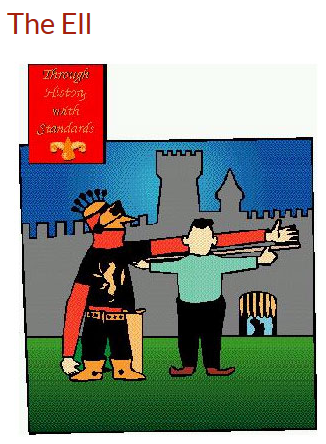 The Ell
Through
History
with
Standards